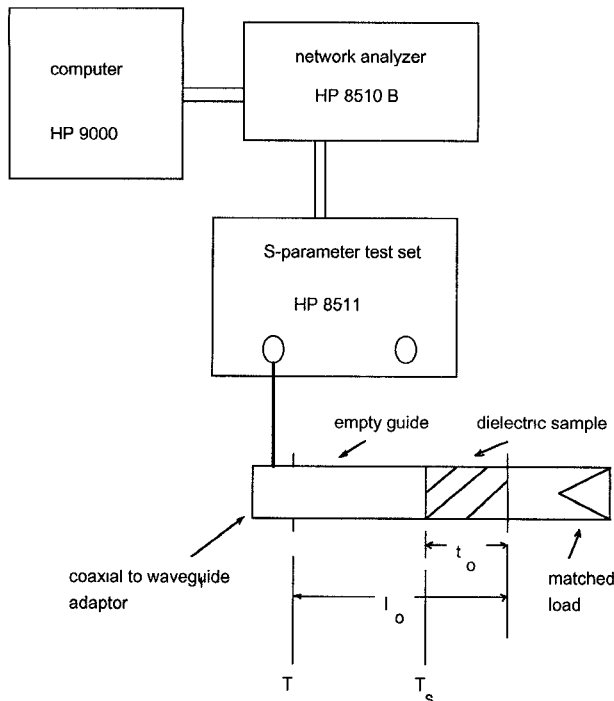 computer
HP 9000
network analyzer
HP 8510 B
S-parameter test set
HP 8511
empty guide
dielectric sample
coaxial to waveguide
adaptor
t o
matched
load
l o
T
T s